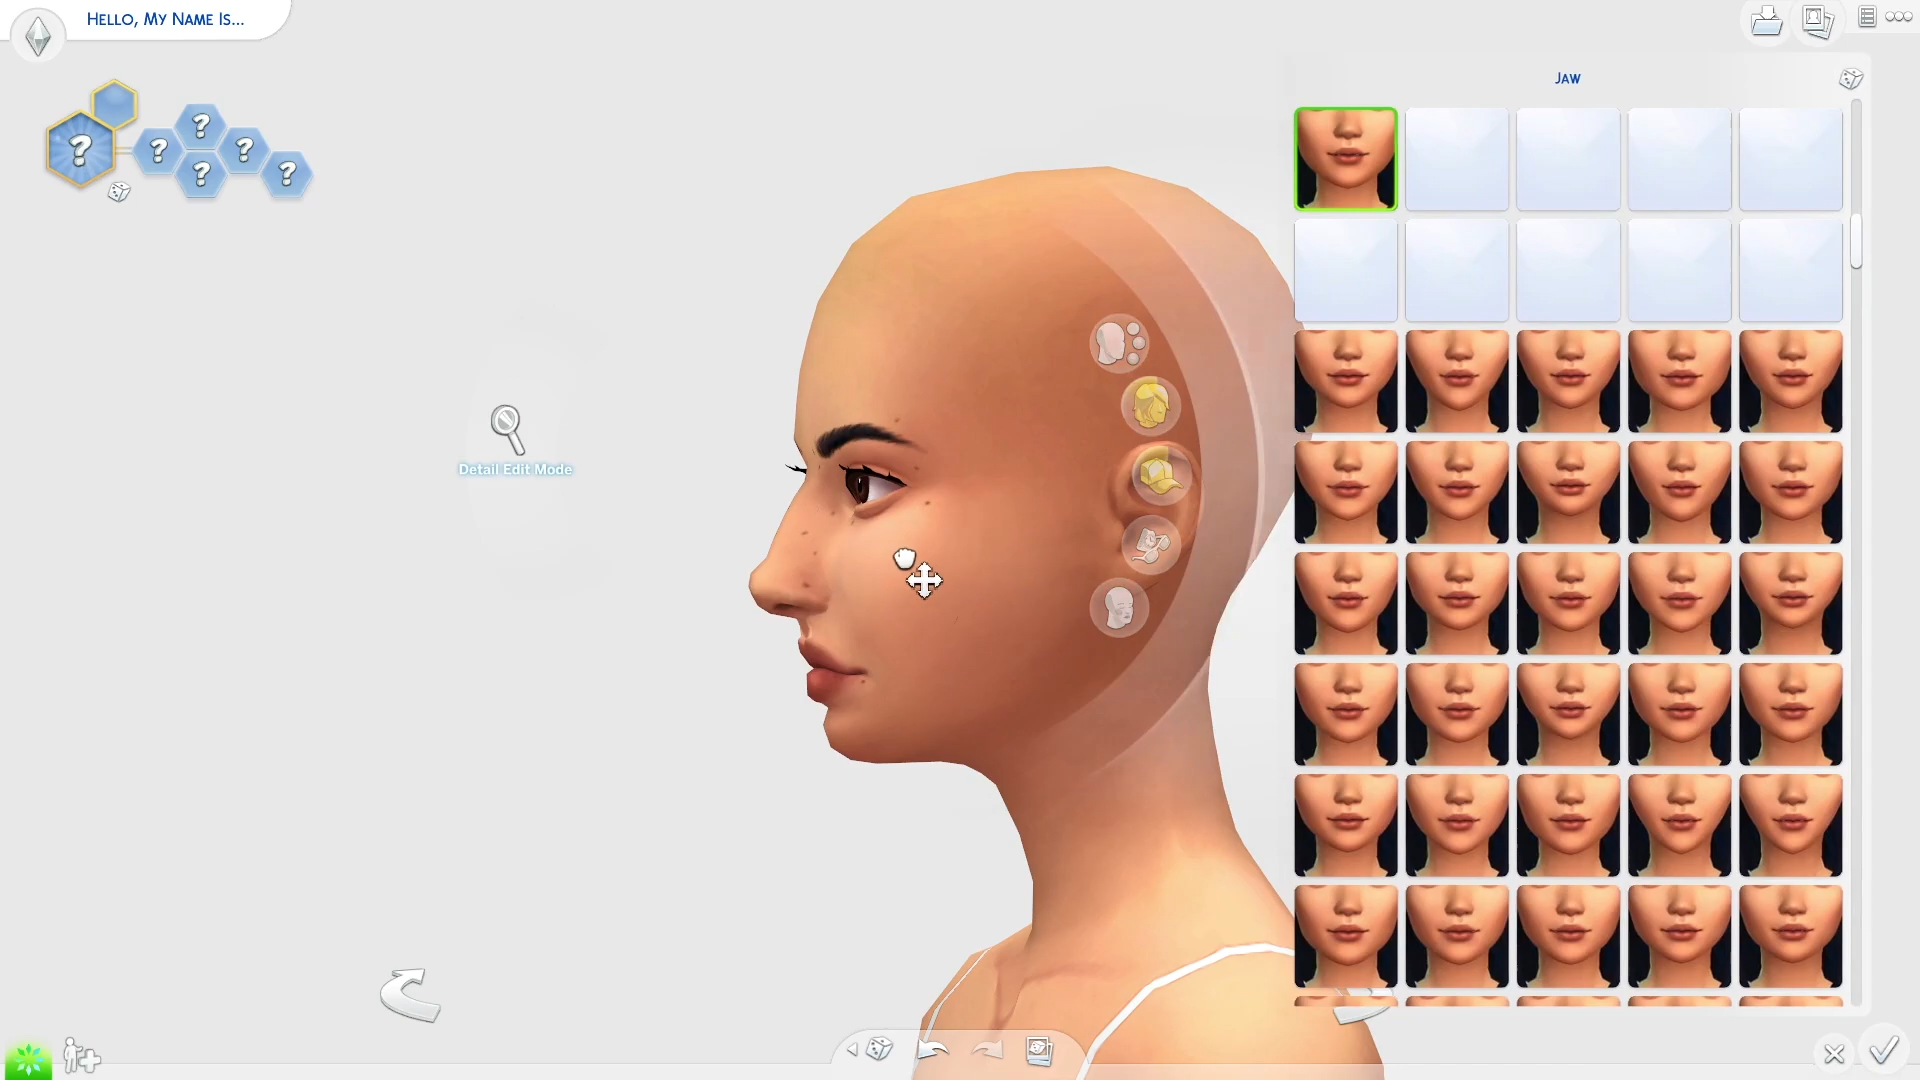 Hello, My Name Is...
Jaw
?
? ? ? ? ?
Detail Edit Mode